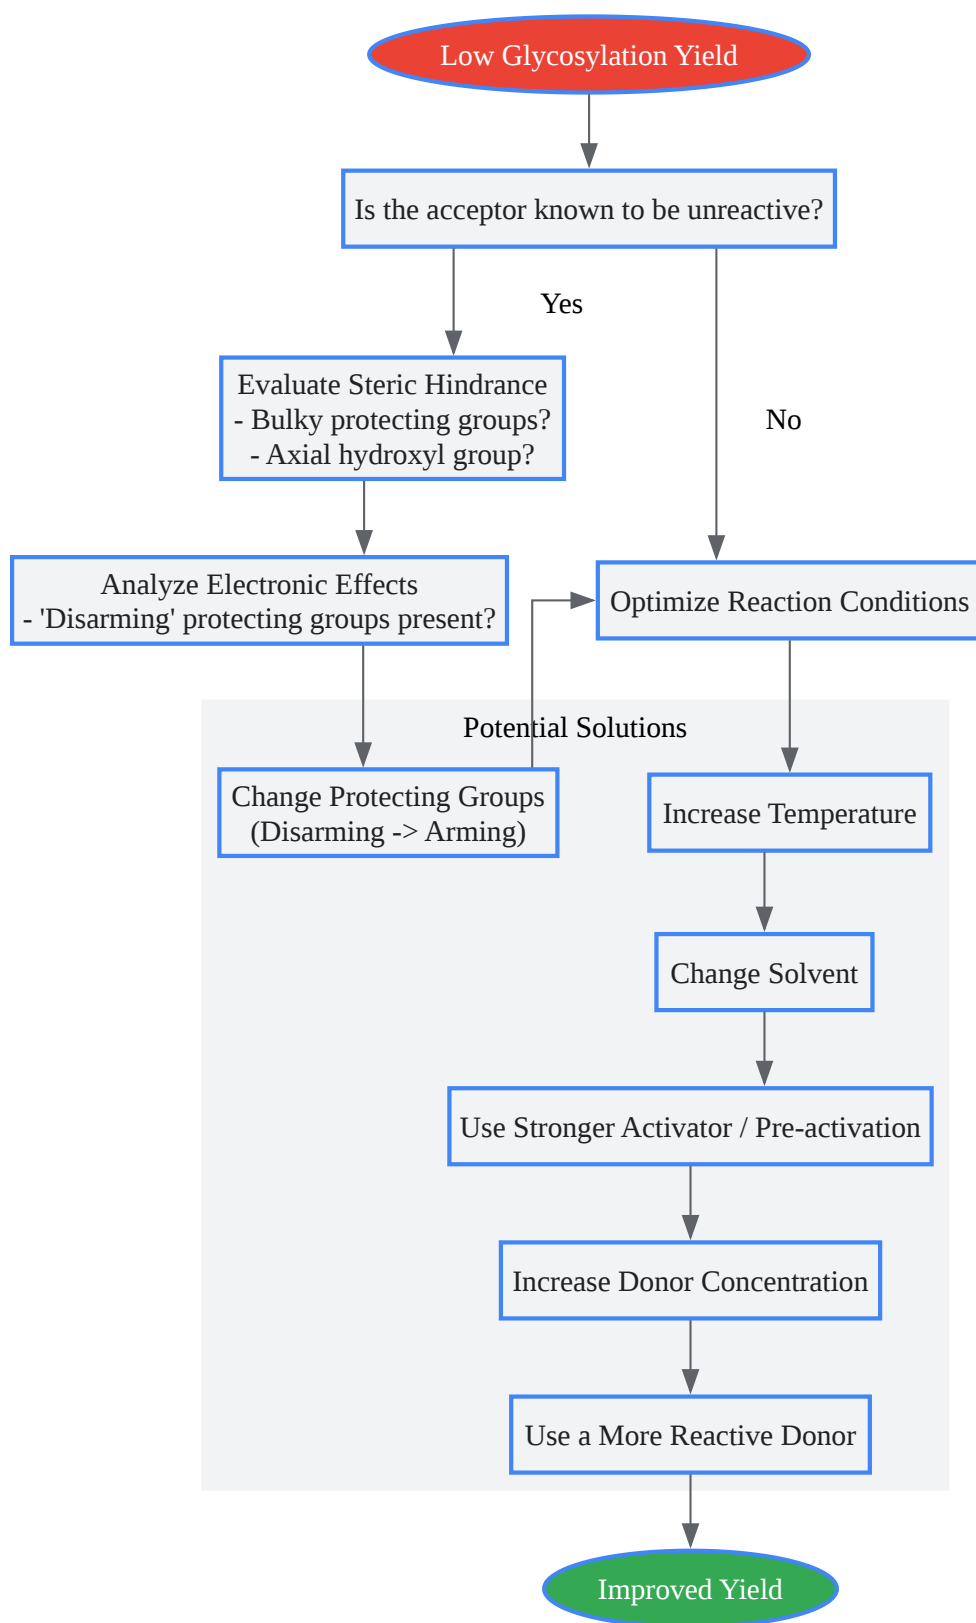 Low Glycosylation Yield
Is the acceptor known to be unreactive?
Yes
Evaluate Steric Hindrance
- Bulky protecting groups?
- Axial hydroxyl group?
No
Analyze Electronic Effects
- 'Disarming' protecting groups present?
Optimize Reaction Conditions
Potential Solutions
Change Protecting Groups
(Disarming -> Arming)
Increase Temperature
Change Solvent
Use Stronger Activator / Pre-activation
Increase Donor Concentration
Use a More Reactive Donor
Improved Yield